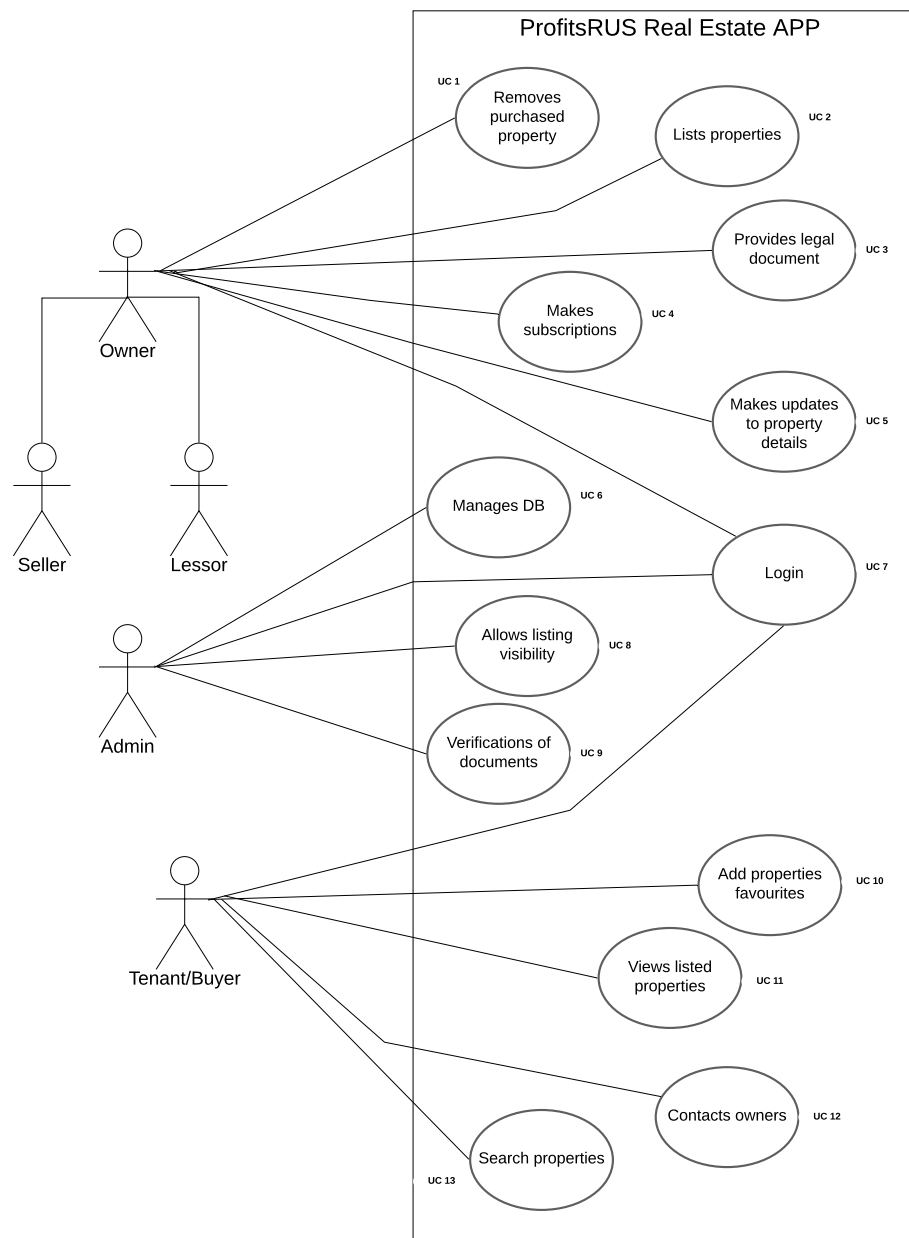 ProfitsRUS Real Estate APP
UC 1
Removes
purchased
property
Lists properties
UC 2
Provides legal
document
UC 3
Makes
subscriptions
UC 4
Owner
Makes updates
to property
details
UC 5
Manages DB
UC 6
Seller
Lessor
Login
UC 7
Allows listing
visibility
UC 8
Admin
Verifications of
documents
UC 9
Add properties
favourites
UC 10
Tenant/Buyer
Views listed
properties
UC 11
Contacts owners
UC 12
Search properties
UC 13